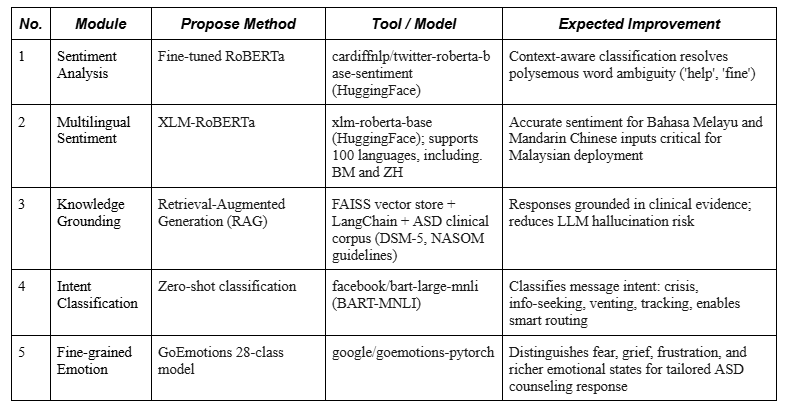 No. Module Propose Method Tool / Model Expected Improvement
1 Sentiment Analysis Fine-tuned RoBERTa cardiffnlp/twitter-roberta-b
ase-sentiment
(HuggingFace) Context-aware classification resolves
polysemous word ambiguity ('help', 'fine')
2 Multilingual
Sentiment XLM-RoBERTa xlm-roberta-base
(HuggingFace); supports
100 languages, including.
BM and ZH Accurate sentiment for Bahasa Melayu and
Mandarin Chinese inputs critical for
Malaysian deployment
3 Knowledge
Grounding Retrieval-Augmented
Generation (RAG) FAISS vector store +
LangChain + ASD clinical
corpus (DSM-5, NASOM
guidelines) Responses grounded in clinical evidence;
reduces LLM hallucination risk
4 Intent
Classification Zero-shot classification facebook/bart-large-mnli
(BART-MNLI) Classifies message intent: crisis,
info-seeking, venting, tracking, enables
smart routing
5 Fine-grained
Emotion GoEmotions 28-class
model google/goemotions-pytorch Distinguishes fear, grief, frustration, and
richer emotional states for tailored ASD
counseling response